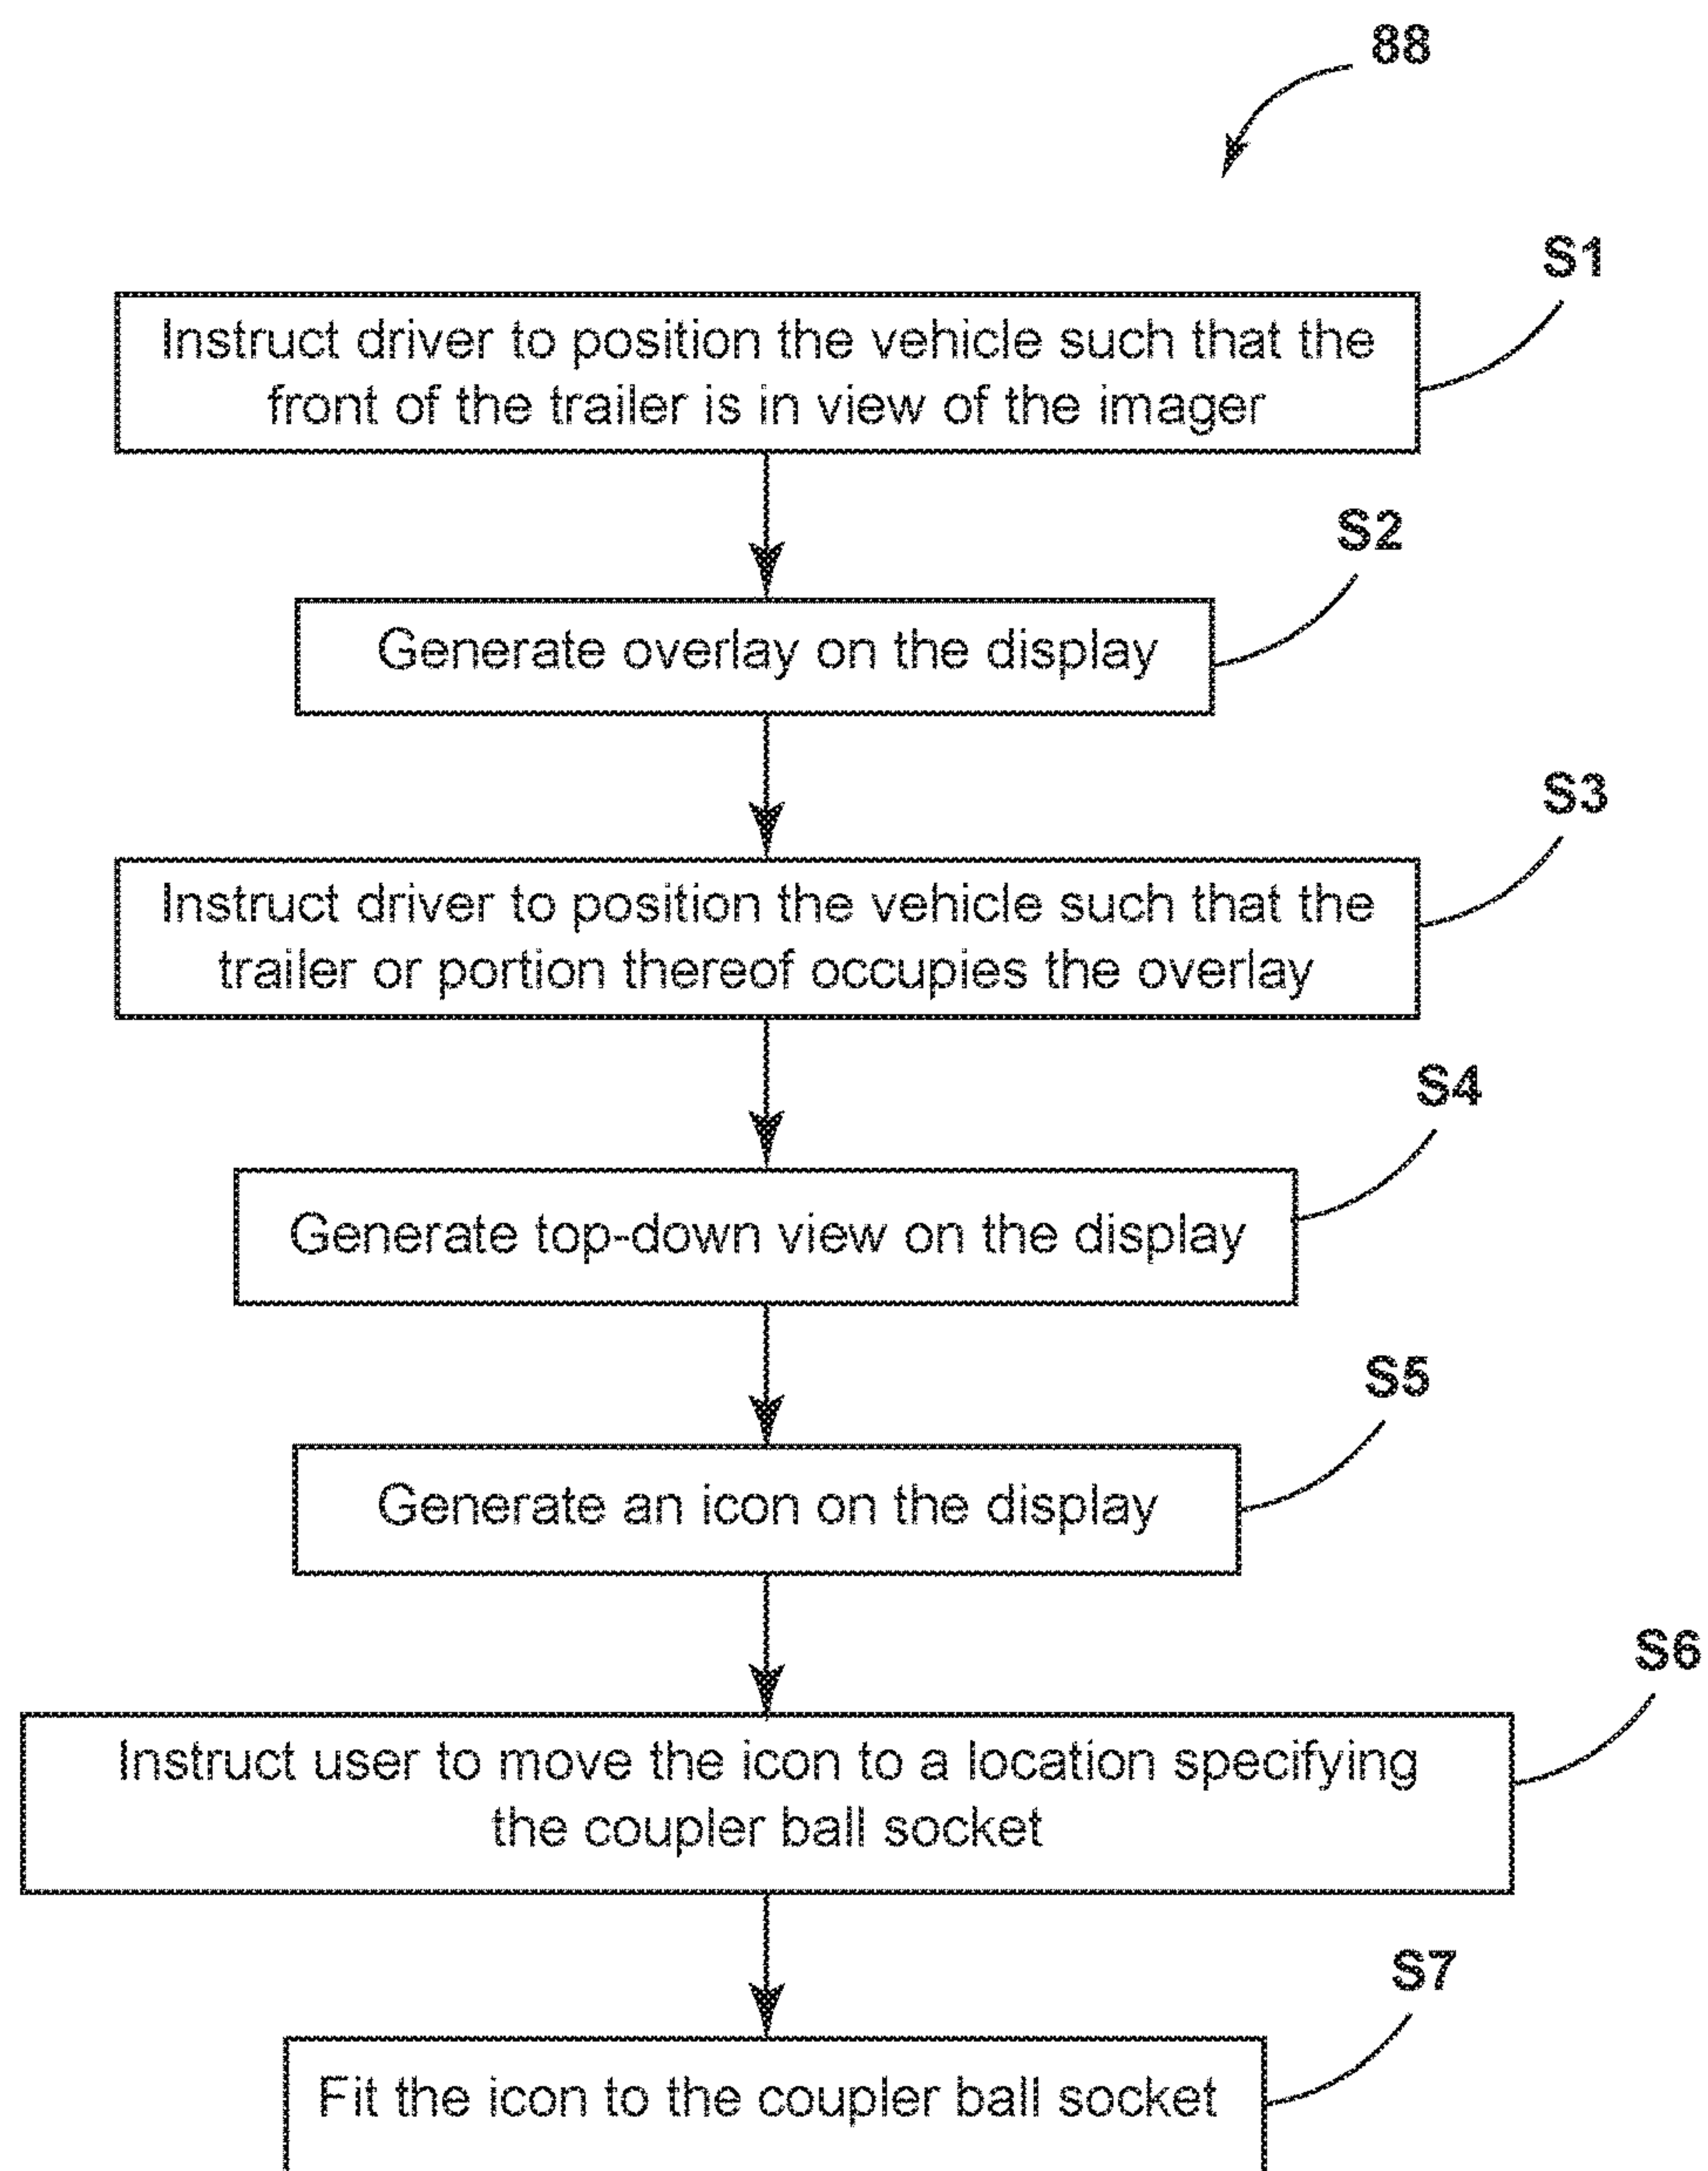 88
S1
Instruct driver to position the vehicle such that the
front of the trailer is in view of the imager
S2
Generate overlay on the display
S3
Instruct driver to position the vehicle such that the
trailer or portion thereof occupies the overlay
S4
Generate top-down view on the display
S5
Generate an icon on the display
S6
Instruct user to move the icon to a location specifying
the coupler ball socket
S7
Fit the icon to the coupler ball socket